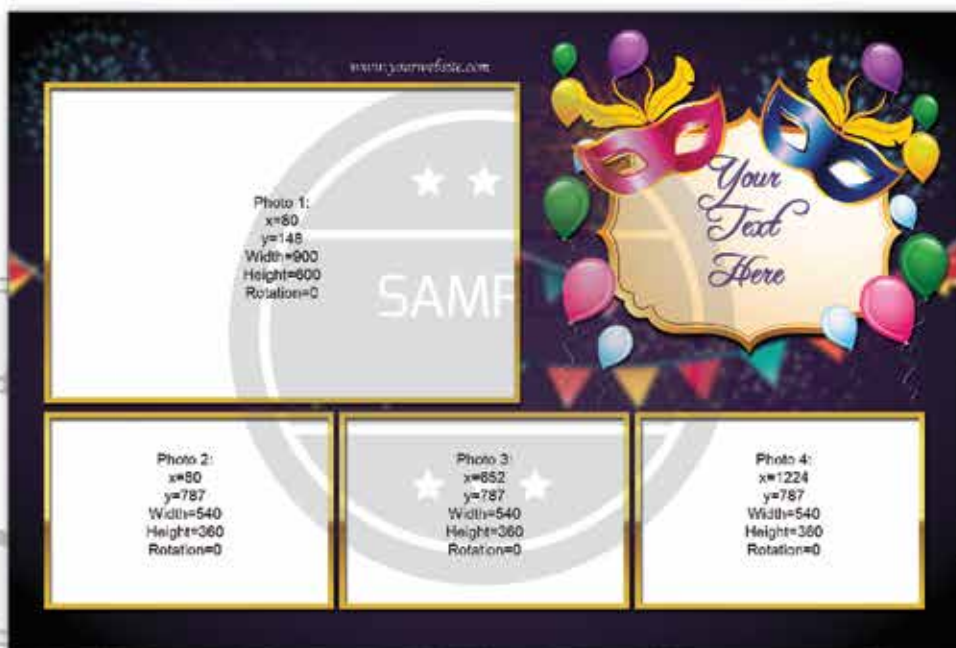 www.yourwebsite.com
Photo 1:
x=80
y=148
Width=900
Height=600
Rotation=0
SAMP
Your
Text
Here
Photo 2:
x=80
y=787
Width=540
Height=360
Rotation=0
Photo 3:
x=652
y=787
Width=540
Height=360
Rotation=0
Photo 4:
x=1224
y=787
Width=540
Height=360
Rotation=0